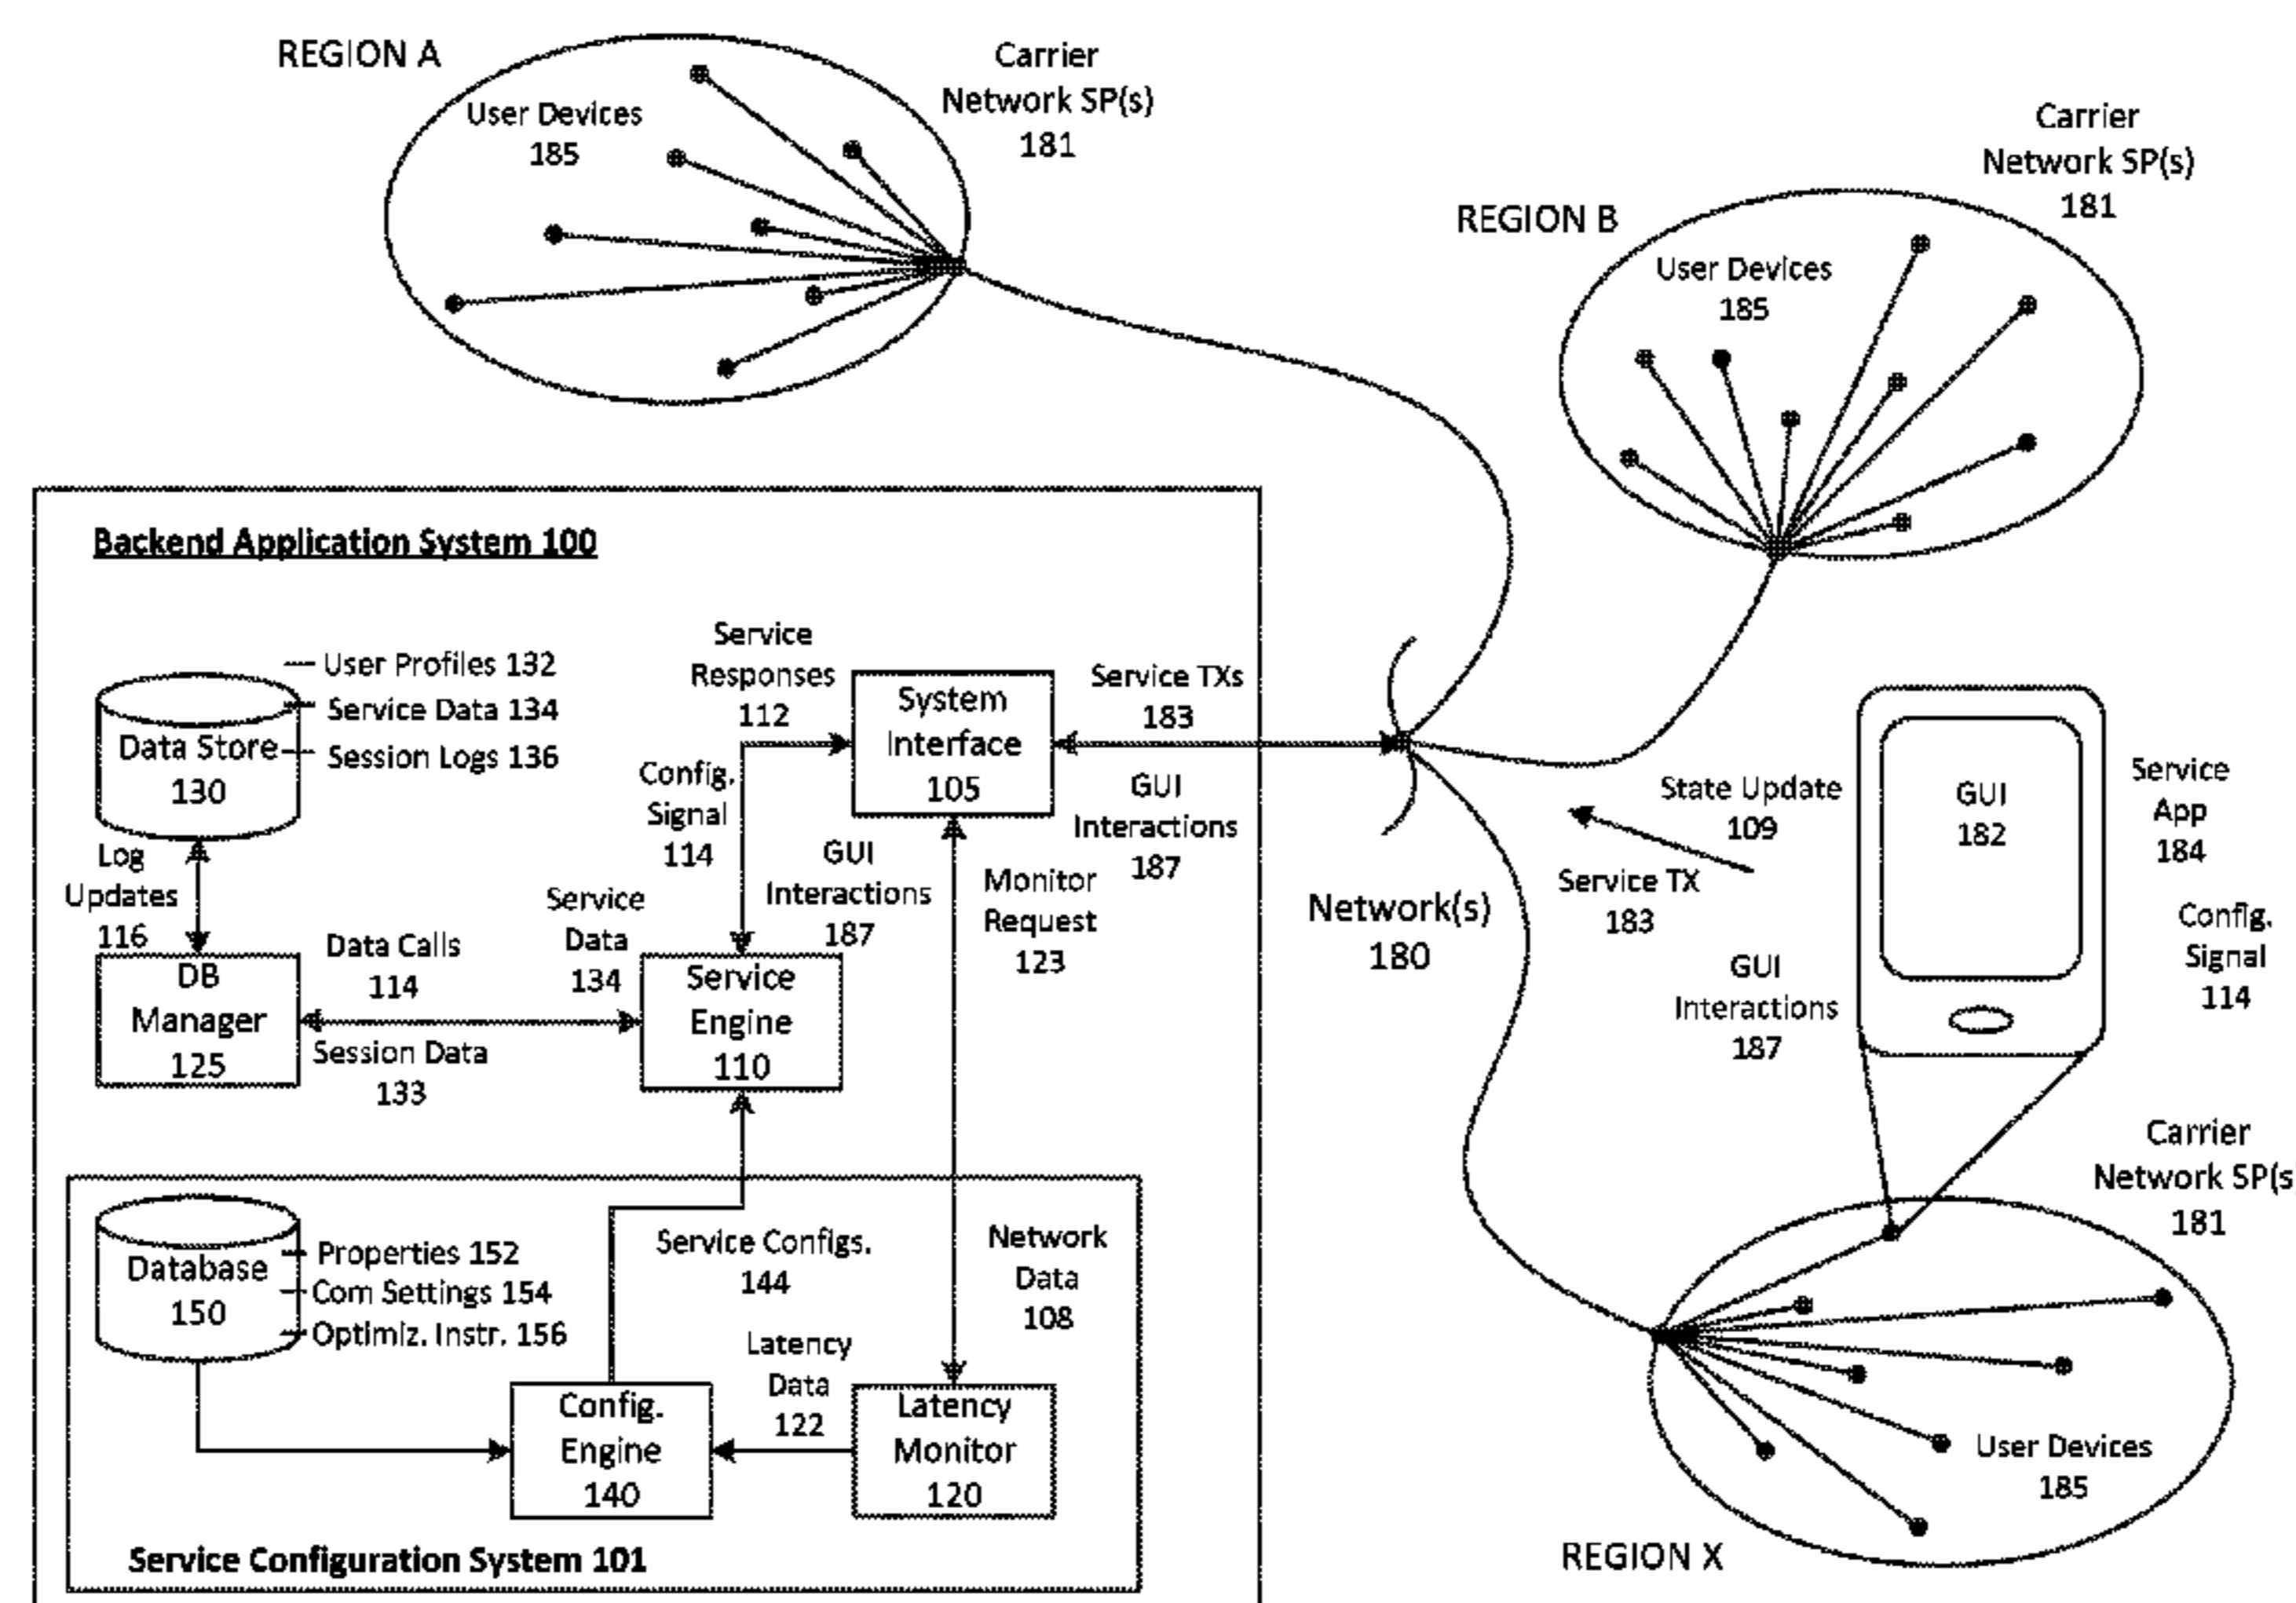 REGION A
Carrier
Network SP(s)
181
User Devices
185
Carrier
Network SP(s)
181
REGION B
User Devices
185
Backend Application System 100
User Profiles 132
Service Data 134
Session Logs 136
Data Store
130
Service
Responses
112
System
Interface
105
Service TXs
183
Config.
Signal
114
GUI
Interactions
187
GUI
Interactions
187
Log
Updates
116
Service
Data
134
Monitor
Request
123
DB
Manager
125
Data Calls
114
Session Data
133
Service
Engine
110
Network(s)
180
State Update
109
Service TX
183
GUI
182
Service
App
184
Config.
Signal
114
GUI
Interactions
187
Carrier
Network SP(s
181
Database
150
Properties 152
Com Settings 154
Optimiz. Instr. 156
Service Configs.
144
Network
Data
108
Latency
Data
122
Config.
Engine
140
Latency
Monitor
120
User Devices
185
Service Configuration System 101
REGION X